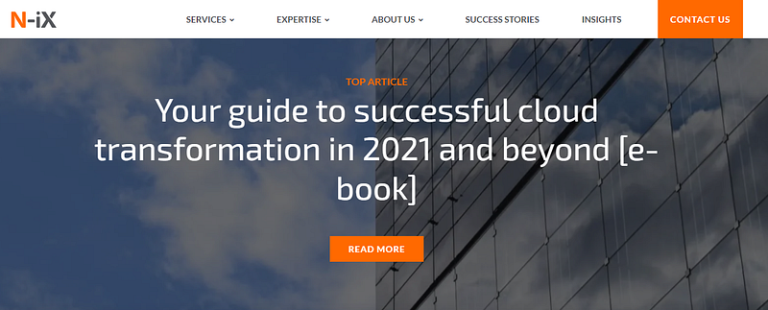 N-iX
SERVICES
EXPERTISE
ABOUT US
SUCCESS STORIES
INSIGHTS
CONTACT US
TOP ARTICLE
Your guide to successful cloud
transformation in 2021 and beyond [e-
book]
READ MORE